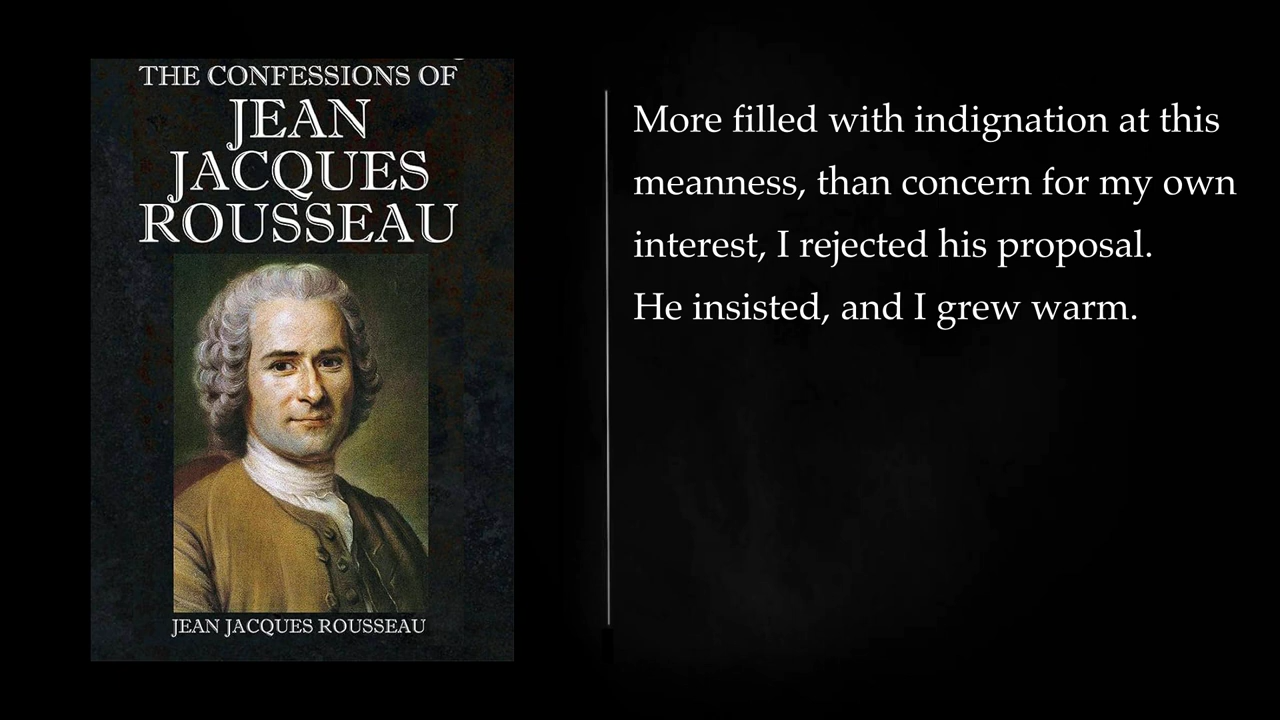 THE CONFESSIONS OF
JEAN
JACQUES
ROUSSEAU
JEAN JACQUES ROUSSEAU
More filled with indignation at this
meanness, than concern for my own
interest, I rejected his proposal.
He insisted, and I grew warm.